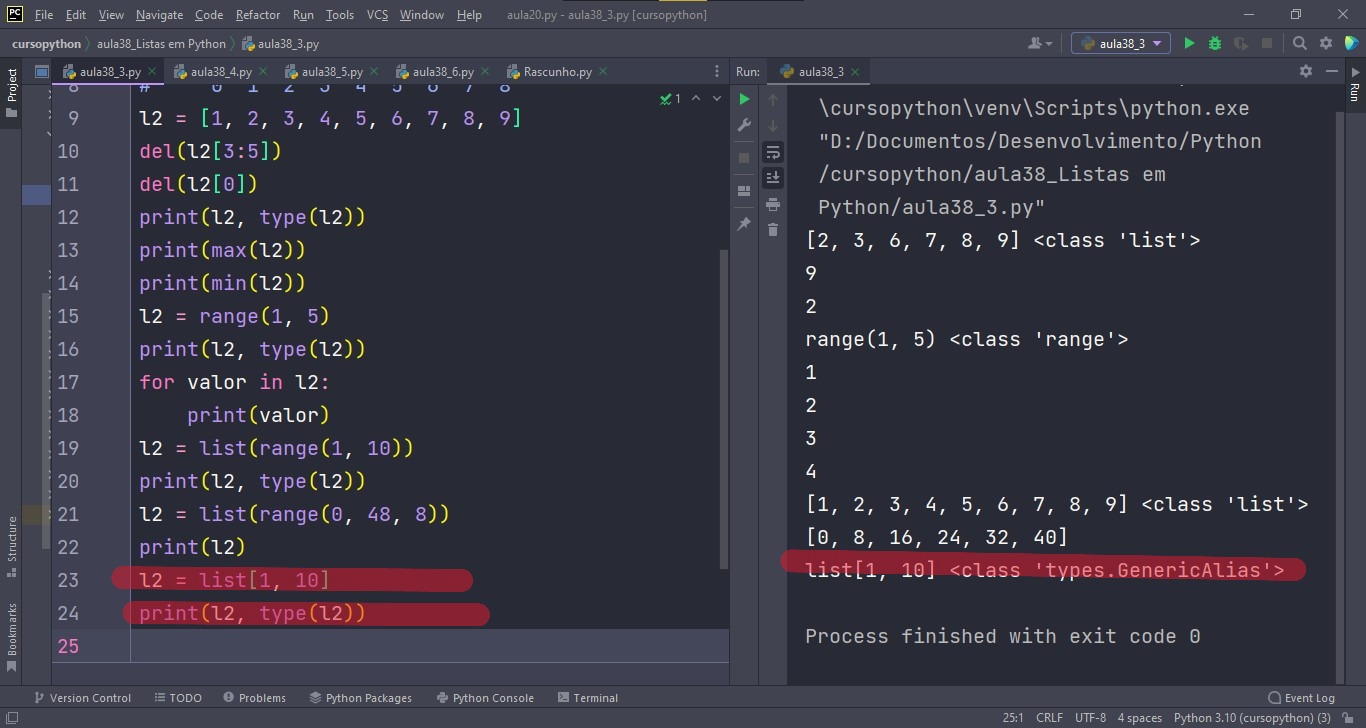 PC File Edit View Navigate Code Refactor Run Tools VCS Window Help aula20.py - aula38_3.py [cursopython]
cursopython aula38_Listas em Python aula38_3.py aula38_3
Project
aula38_3.py aula38_4.py aula38_5.py aula38_6.py Rascunho.py
8 # 0 1 2 3 4 5 6 7 8
1
9 l2 = [1, 2, 3, 4, 5, 6, 7, 8, 9]
10 del(l2[3:5])
11 del(l2[0])
12 print(l2, type(l2))
13 print(max(l2))
14 print(min(l2))
15 l2 = range(1, 5)
16 print(l2, type(l2))
17 for valor in l2:
18 print(valor)
19 l2 = list(range(1, 10))
20 print(l2, type(l2))
21 l2 = list(range(0, 48, 8))
22 print(l2)
23 l2 = list[1, 10]
24 print(l2, type(l2))
25
Structure
Bookmarks
Run: aula38_3
Run
\cursopython\venv\Scripts\python.exe
"D:/Documentos/Desenvolvimento/Python
/cursopython/aula38_Listas em
Python/aula38_3.py"
[2, 3, 6, 7, 8, 9] <class 'list'>
9
2
range(1, 5) <class 'range'>
1
2
3
4
[1, 2, 3, 4, 5, 6, 7, 8, 9] <class 'list'>
[0, 8, 16, 24, 32, 40]
list[1, 10] <class 'types.GenericAlias'>
Process finished with exit code 0
Version Control TODO Problems Python Packages Python Console Terminal Event Log
25:1 CRLF UTF-8 4 spaces Python 3.10 (cursopython) (3)